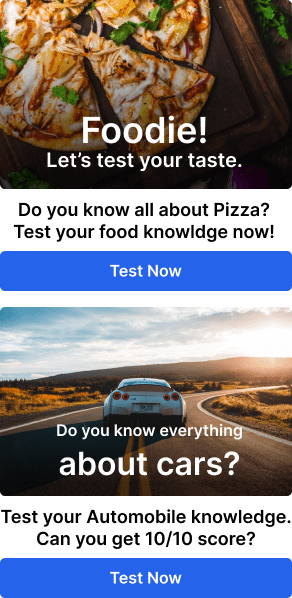 Foodie!
Let's test your taste.
Do you know all about Pizza?
Test your food knowldge now!
Test Now
Do you know everything
about cars?
Test your Automobile knowledge.
Can you get 10/10 score?
Test Now